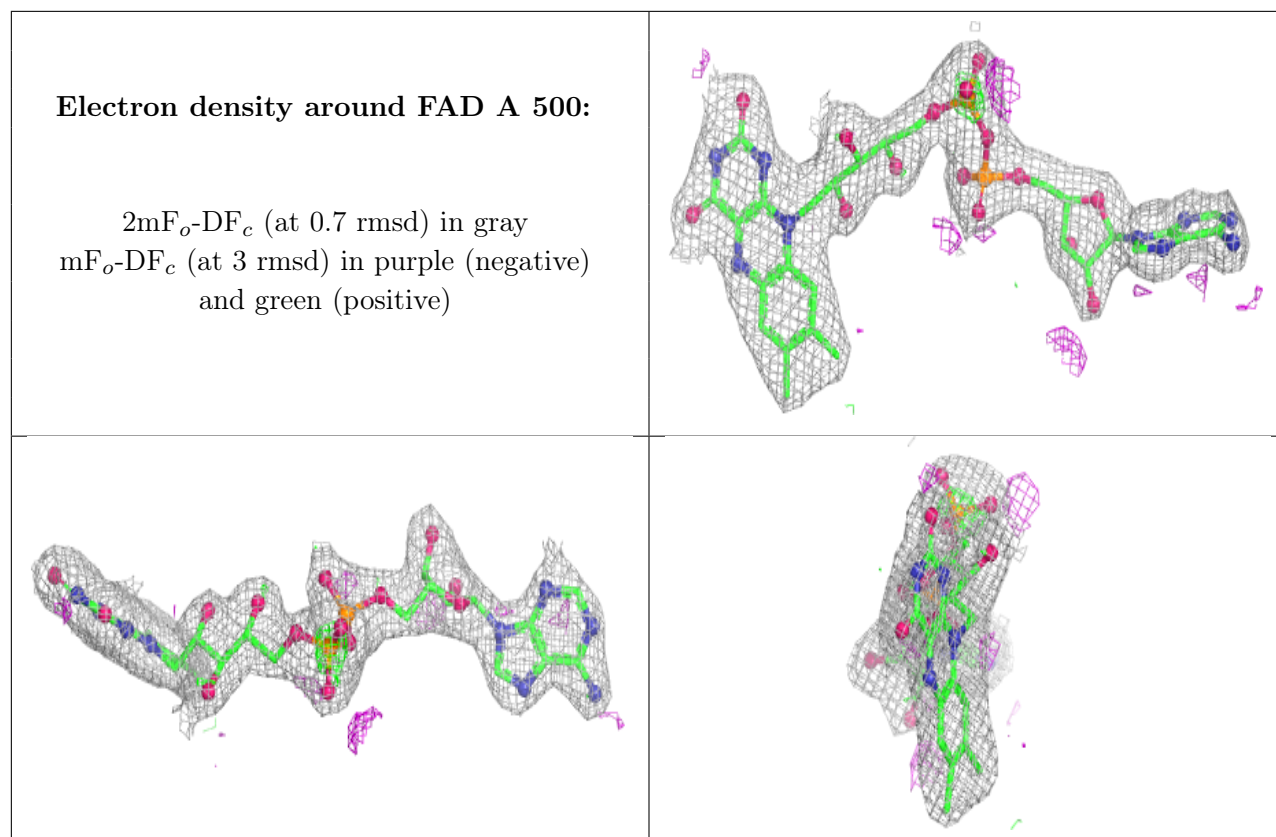 Electron density around FAD A 500:
2mFo-DFc (at 0.7 rmsd) in gray
mFo-DFc (at 3 rmsd) in purple (negative)
and green (positive)